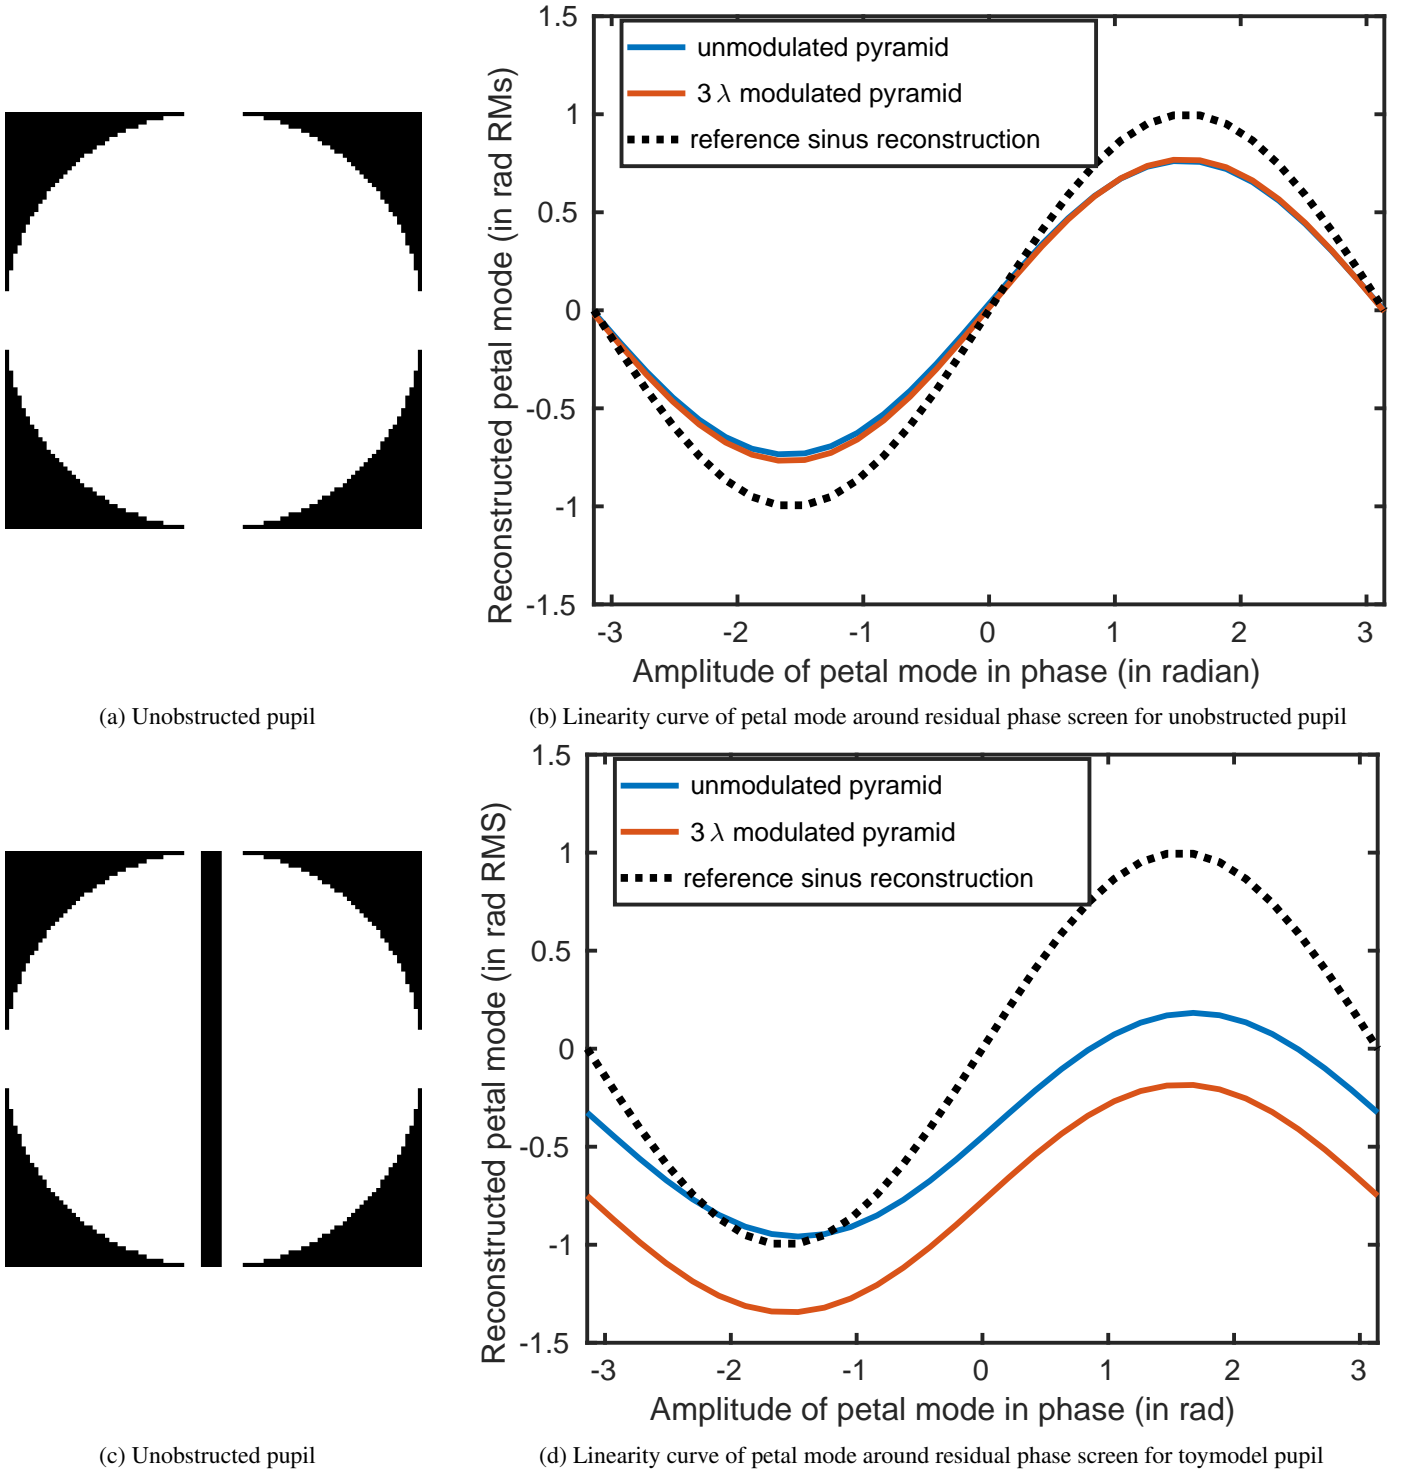 1.5
1
0.5
0
-0.5
-1
-1.5
Reconstructed petal mode (in rad RMs)
unmodulated pyramid
3 λ modulated pyramid
reference sinus reconstruction
-3 -2 -1 0 1 2 3
Amplitude of petal mode in phase (in radian)
(a) Unobstructed pupil
(b) Linearity curve of petal mode around residual phase screen for unobstructed pupil
1.5
1
0.5
0
-0.5
-1
-1.5
Reconstructed petal mode (in rad RMS)
unmodulated pyramid
3 λ modulated pyramid
reference sinus reconstruction
-3 -2 -1 0 1 2 3
Amplitude of petal mode in phase (in rad)
(c) Unobstructed pupil
(d) Linearity curve of petal mode around residual phase screen for toymodel pupil